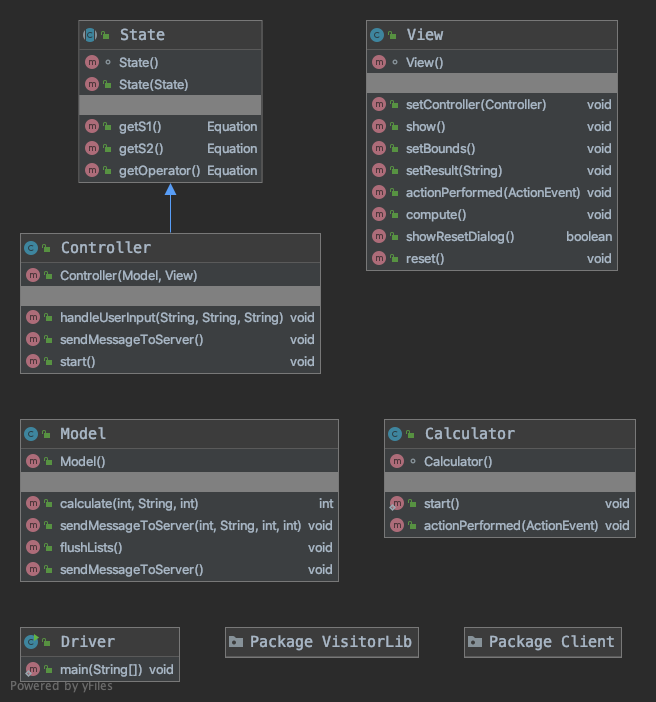 State
State()
State(State)
getS1() Equation
getS2() Equation
getOperator() Equation
View
View()
setController(Controller) void
show() void
setBounds() void
setResult(String) void
actionPerformed(ActionEvent) void
compute() void
showResetDialog() boolean
reset() void
Controller
Controller(Model, View)
handleUserInput(String, String, String) void
sendMessageToServer() void
start() void
Model
Model()
calculate(int, String, int) int
sendMessageToServer(int, String, int, int) void
flushLists() void
sendMessageToServer() void
Calculator
Calculator()
start() void
actionPerformed(ActionEvent) void
Driver
main(String[]) void
Package VisitorLib
Package Client
Powered by yFiles